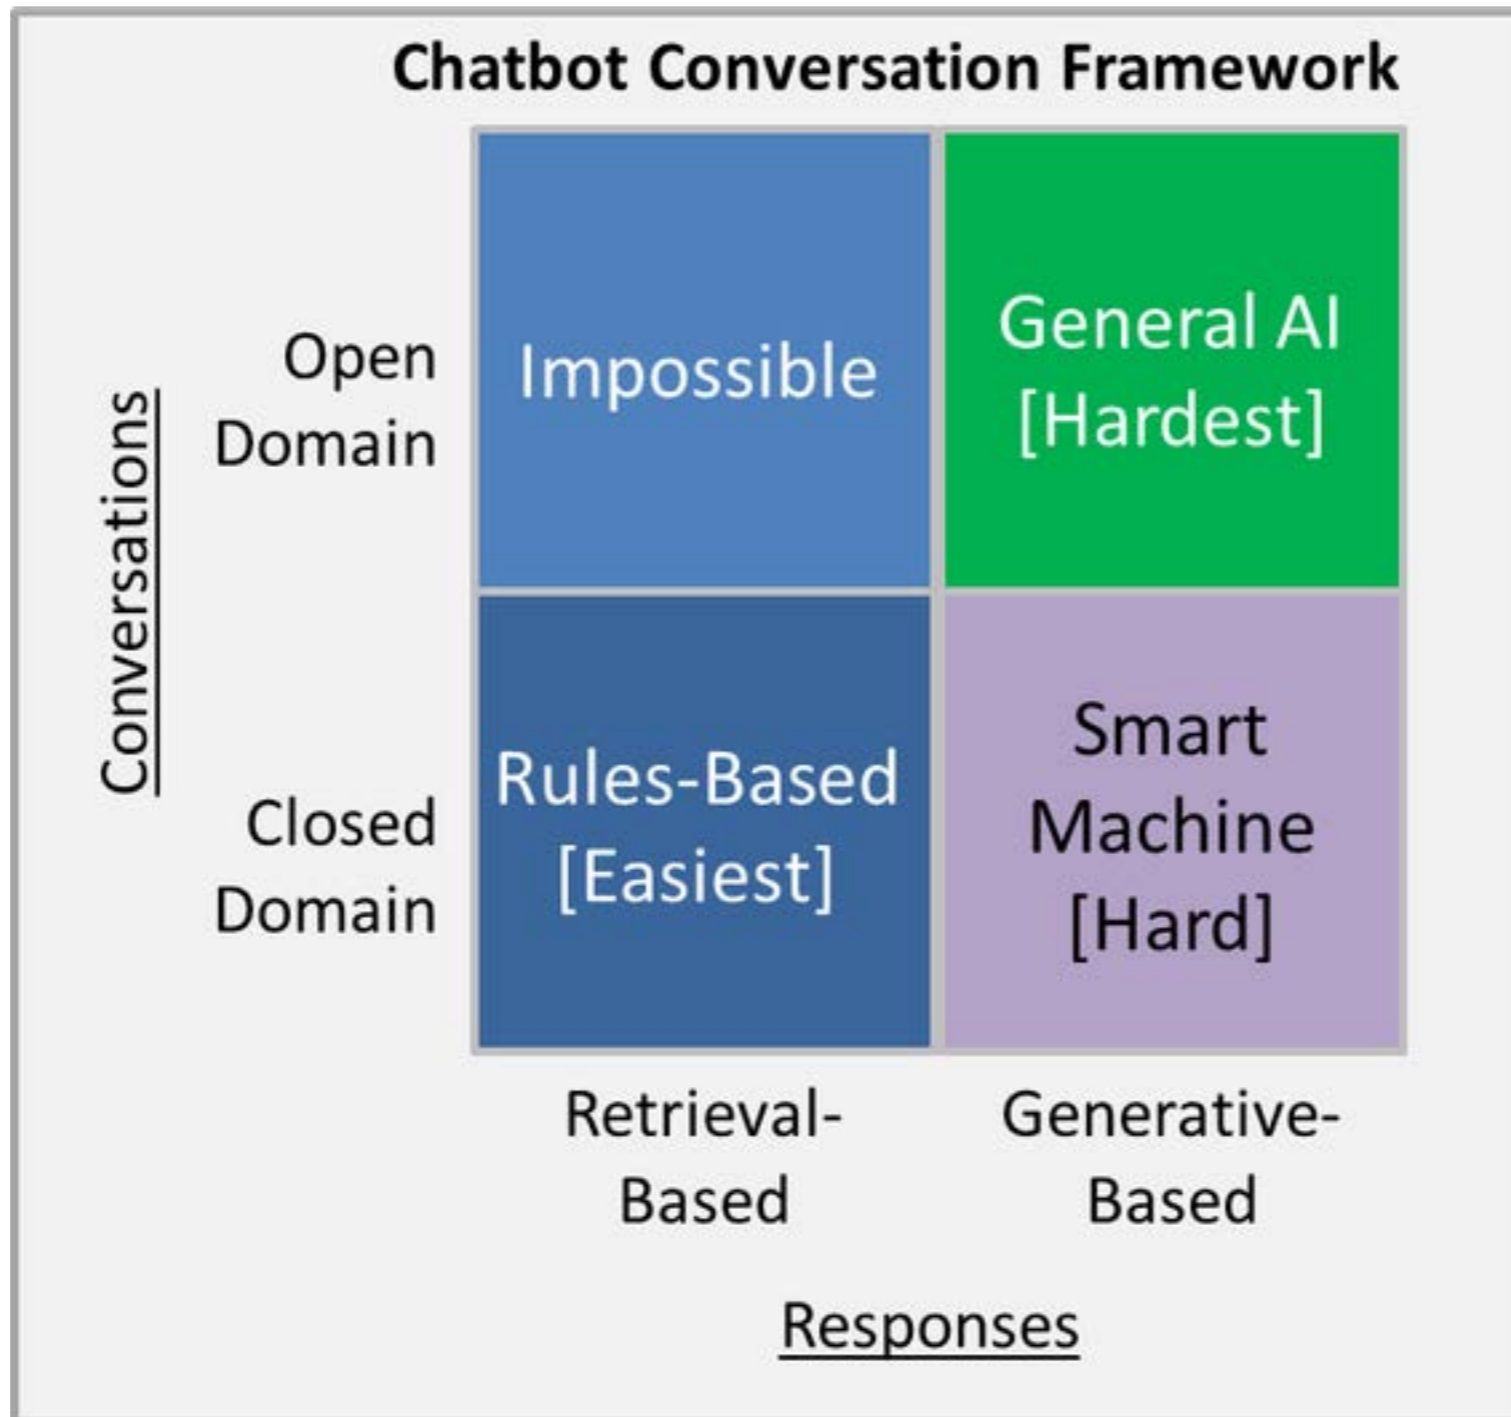 Chatbot Conversation Framework
Conversations
Open
Domain
Impossible
General AI
[Hardest]
Closed
Domain
Rules-Based
[Easiest]
Smart
Machine
[Hard]
Retrieval-
Based
Generative-
Based
Responses